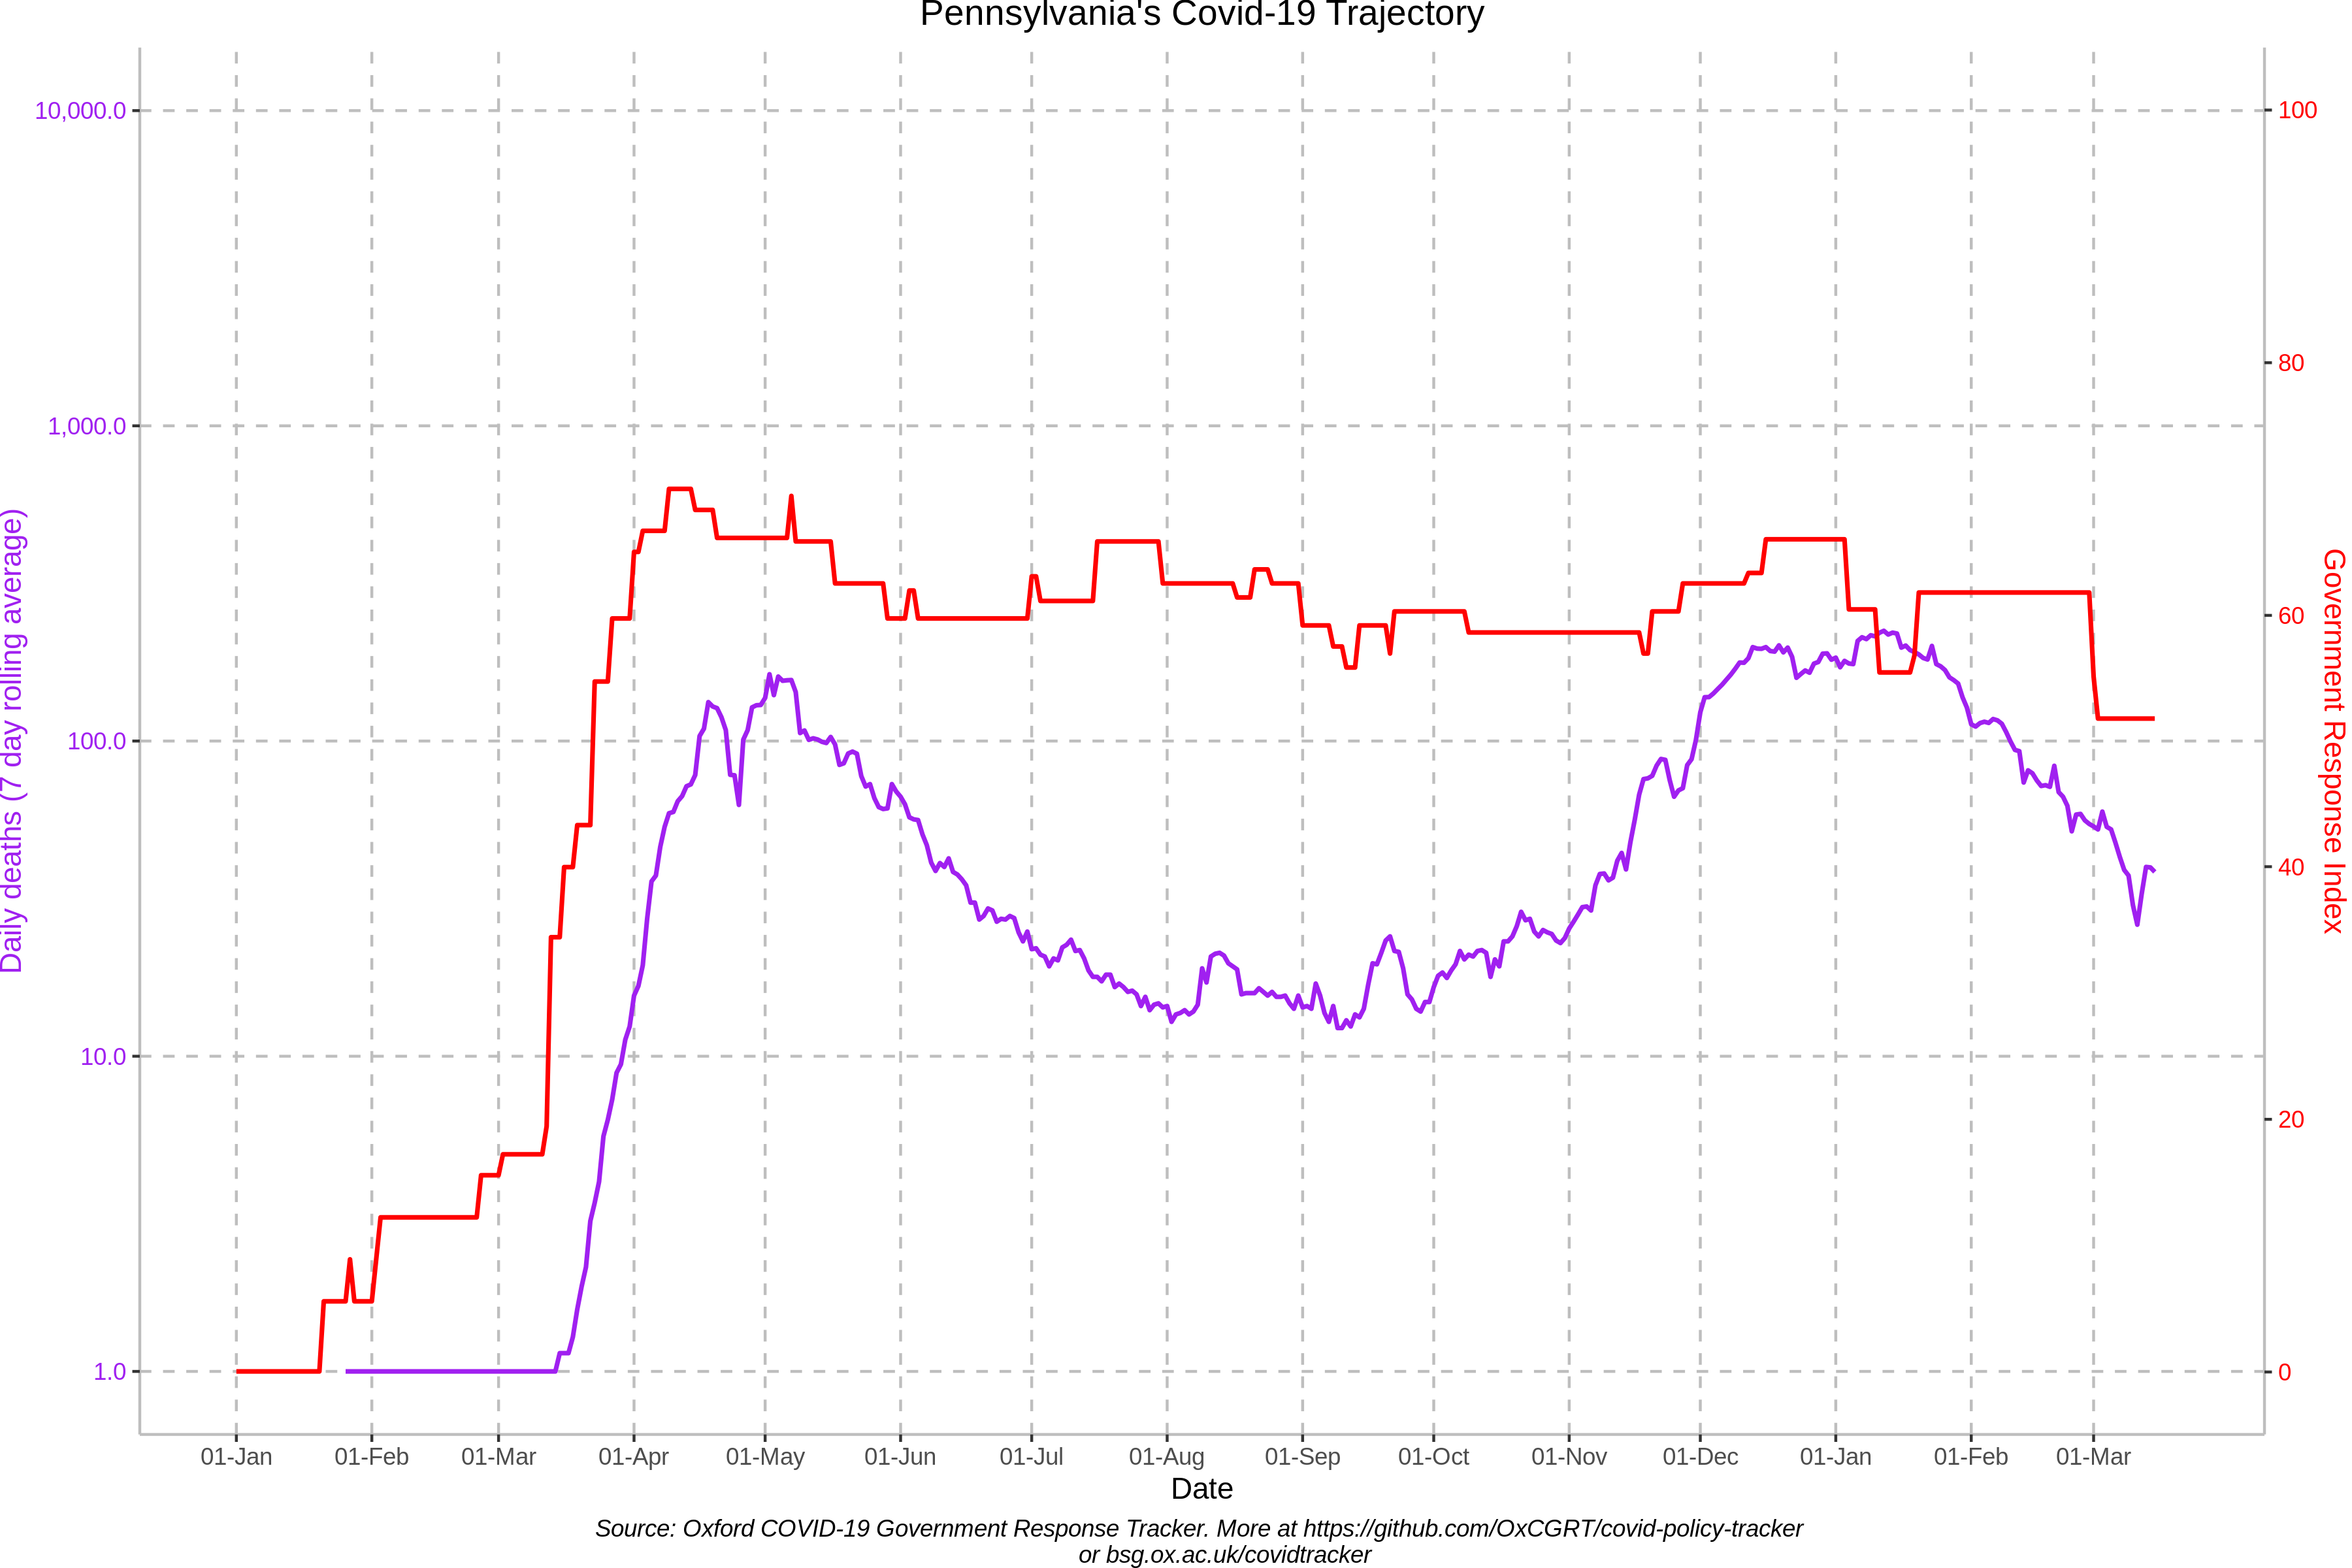 Pennsylvania's Covid-19 Trajectory
10,000.0
1,000.0
100.0
10.0
1.0
Daily deaths (7 day rolling average)
100
80
60
40
20
0
Government Response Index
01-Jan 01-Feb 01-Mar 01-Apr 01-May 01-Jun 01-Jul 01-Aug 01-Sep 01-Oct 01-Nov 01-Dec 01-Jan 01-Feb 01-Mar
Date
Source: Oxford COVID-19 Government Response Tracker. More at https://github.com/OxCGRT/covid-policy-tracker
or bsg.ox.ac.uk/covidtracker